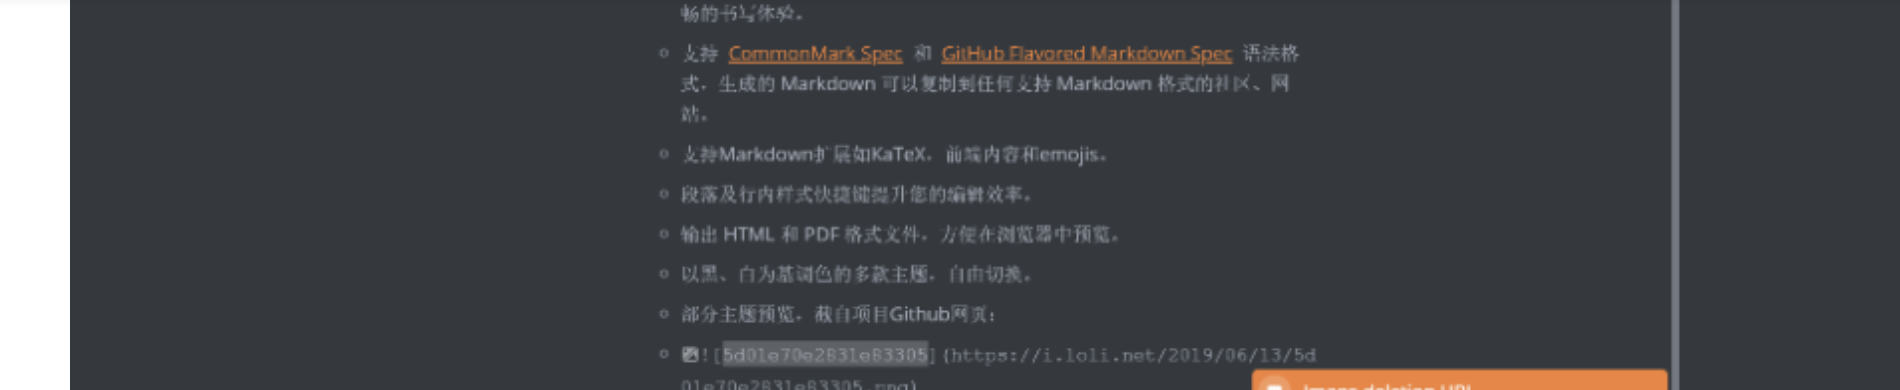 畅的书写体验。
支持 CommonMark Spec 和 GitHub Flavored Markdown Spec 语法格
式，生成的 Markdown 可以复制到任何支持 Markdown 格式的社区、网
站。
支持Markdown扩展如KaTeX，前端内容和emojis。
段落及行内样式快捷键提升您的编辑效率。
输出 HTML 和 PDF 格式文件，方便在浏览器中预览。
以黑、白为基调色的多款主题，自由切换。
部分主题预览，截自项目Github网页：
![5d01e70e2831e83305](https://i.loli.net/2019/06/13/5d
01e70e2831e83305.png)
Image deletion URL